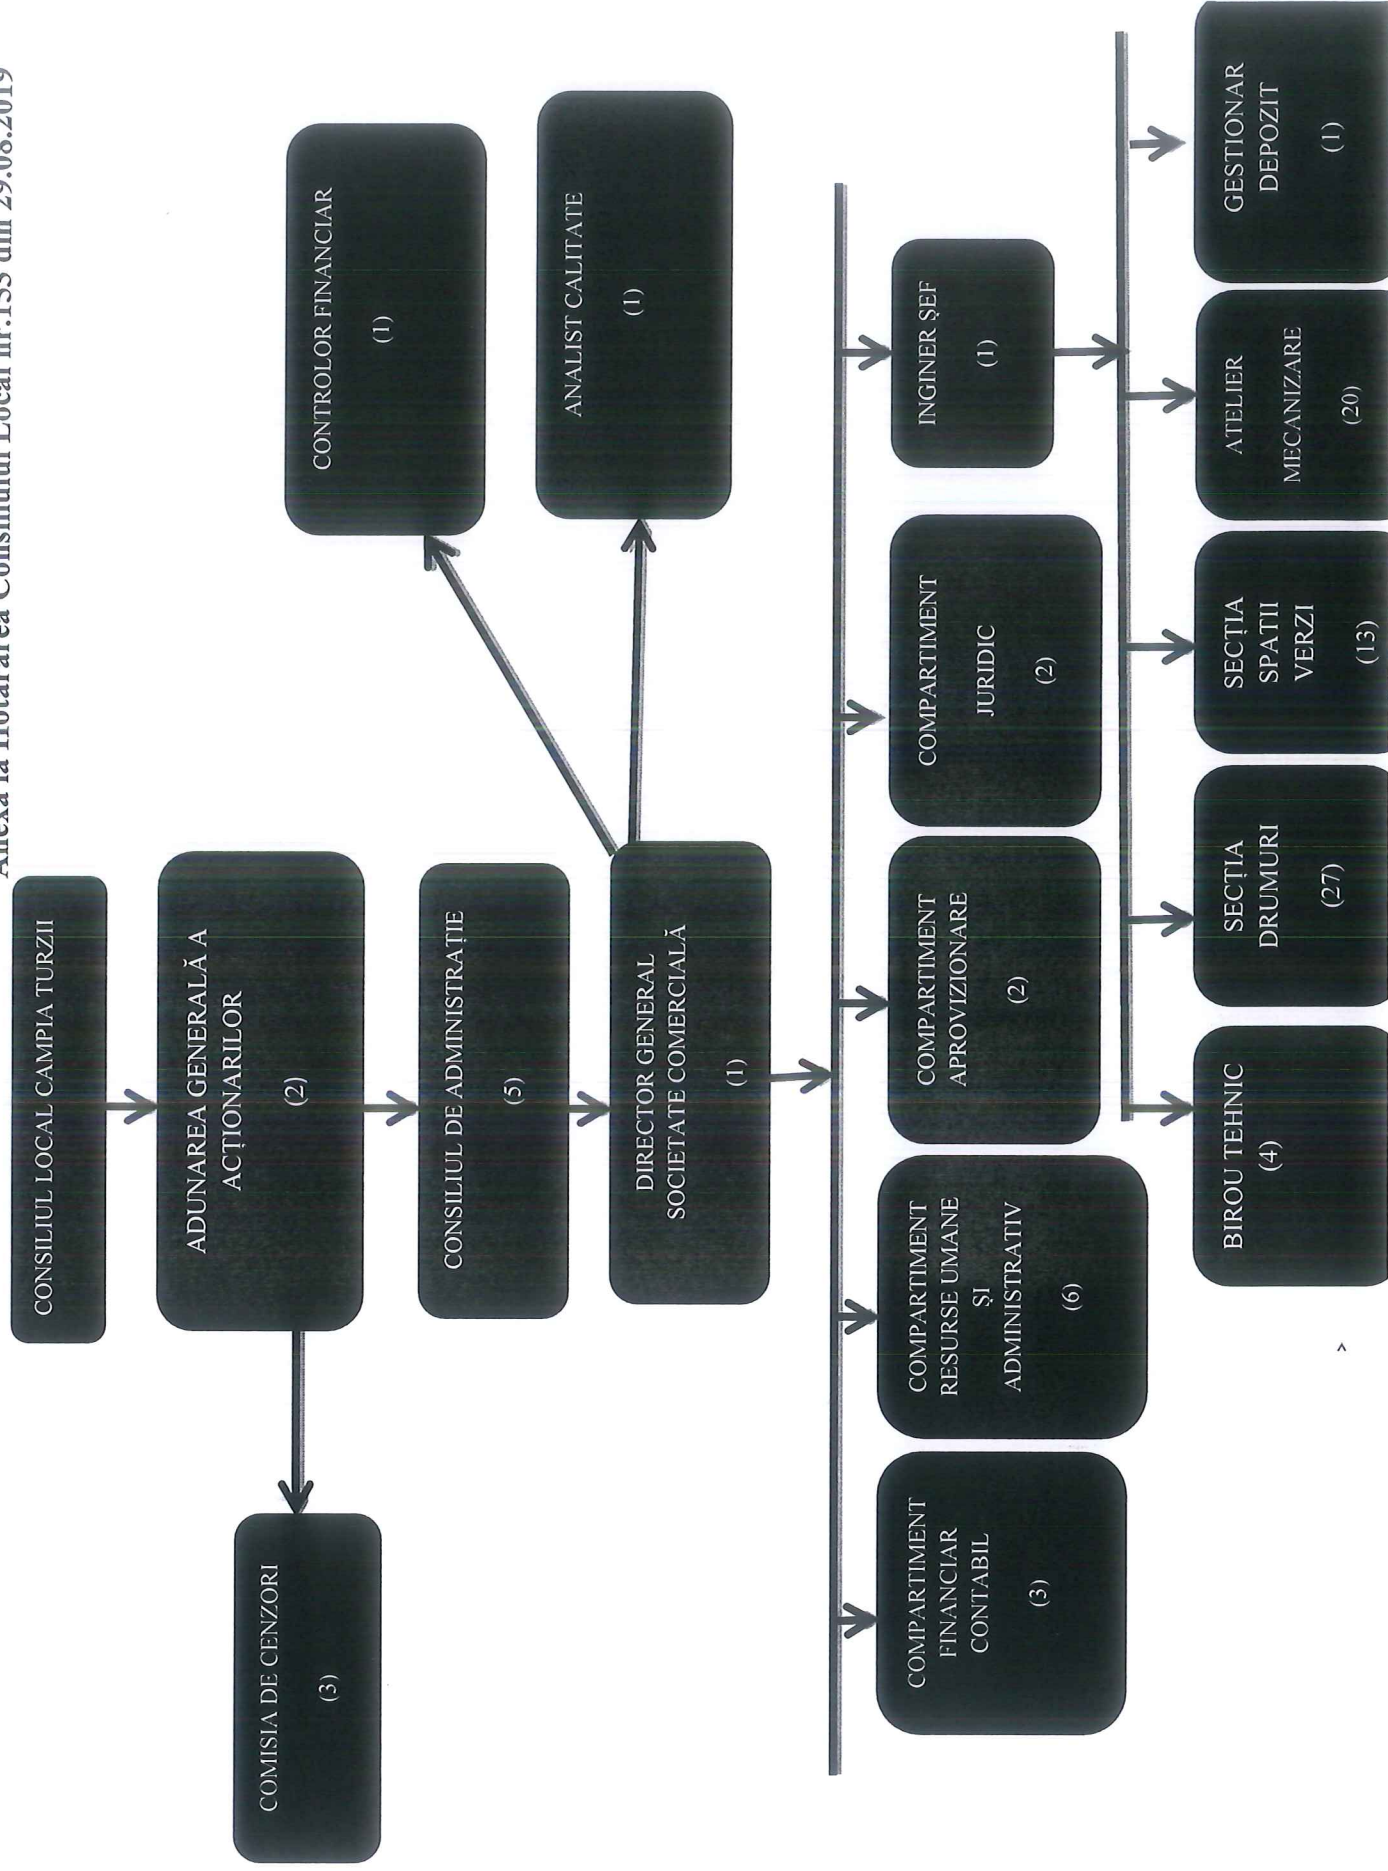 Anexa la Hotararea Consiliului Local nr.133 din 29.08.2019
CONSILIUL LOCAL CAMPIA TURZII
ADUNAREA GENERALĂ A
ACȚIONARILOR
(2)
COMISIA DE CENZORI
(3)
CONTROLOR FINANCIAR
(1)
CONSILIUL DE ADMINISTRAȚIE
(5)
ANALIST CALITATE
(1)
DIRECTOR GENERAL
SOCIETATE COMERCIALĂ
(1)
COMPARTIMENT
FINANCIAR
CONTABIL
(3)
COMPARTIMENT
RESURSE UMANE
ȘI
ADMINISTRATIV
(6)
COMPARTIMENT
APROVIZIONARE
(2)
COMPARTIMENT
JURIDIC
(2)
INGINER ȘEF
(1)
BIROU TEHNIC
(4)
SECȚIA
DRUMURI
(27)
SECȚIA
SPATII
VERZI
(13)
ATELIER
MECANIZARE
(20)
GESTIONAR
DEPOZIT
(1)